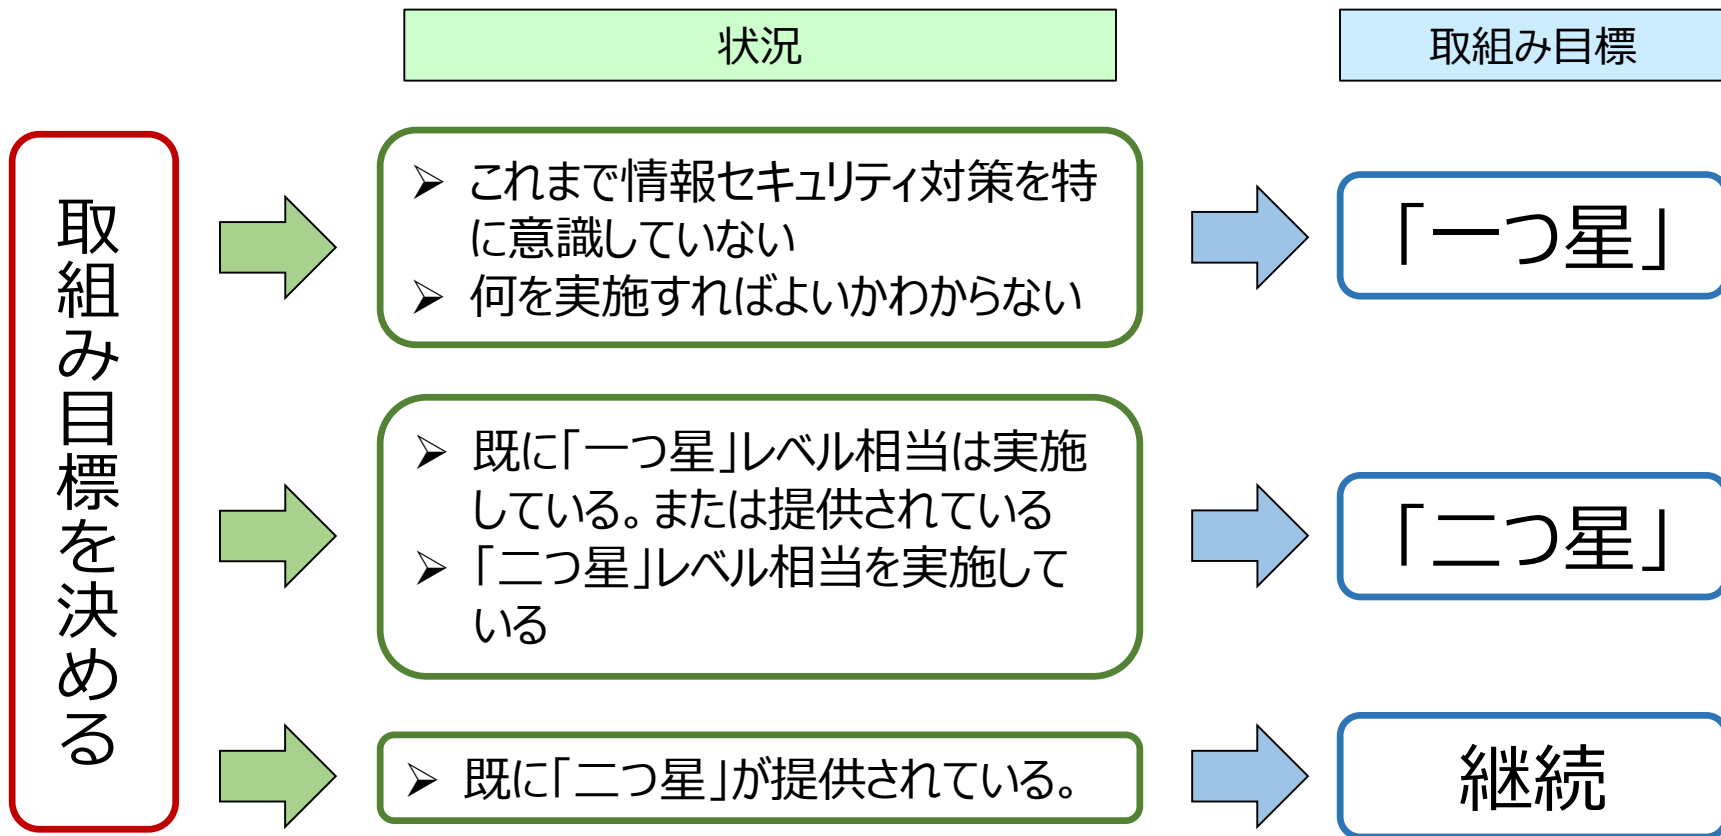 状況
取組み目標
取組み目標を決める
➢ これまで情報セキュリティ対策を特
に意識していない
➢ 何を実施すればよいかわからない
「一つ星」
➢ 既に「一つ星」レベル相当は実施
している。または提供されている
➢ 「二つ星」レベル相当を実施して
いる
「二つ星」
➢ 既に「二つ星」が提供されている。
継続